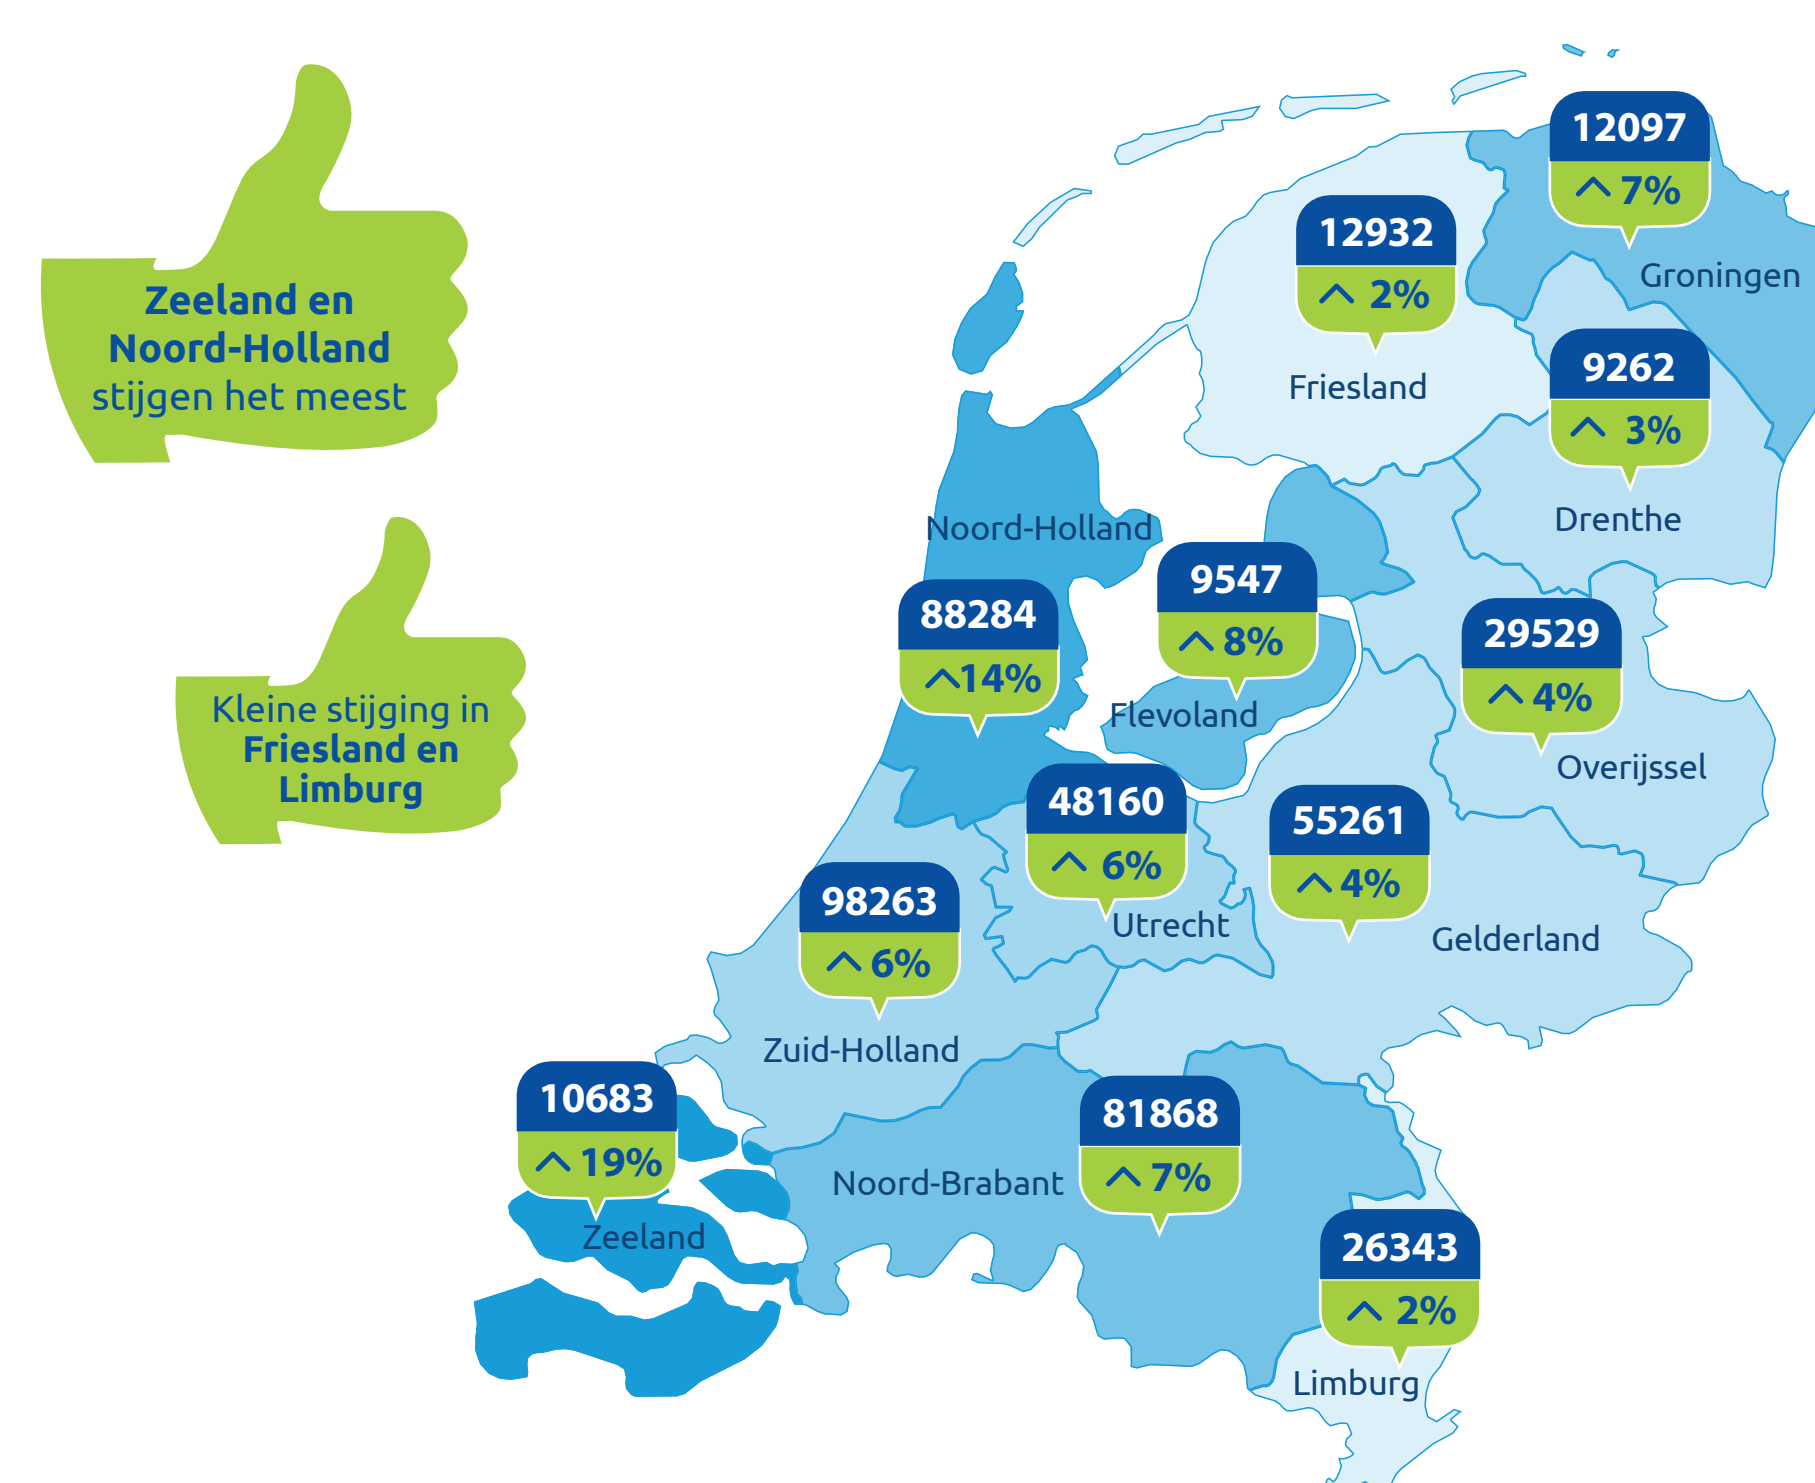 Zeeland en
Noord-Holland
stijgen het meest
Kleine stijging in
Friesland en
Limburg
12097
7%
Groningen
12932
2%
Friesland
9262
3%
Drenthe
Noord-Holland
88284
14%
9547
8%
Flevoland
29529
4%
Overijssel
48160
6%
Utrecht
55261
4%
Gelderland
98263
6%
Zuid-Holland
10683
19%
Zeeland
81868
7%
Noord-Brabant
26343
2%
Limburg